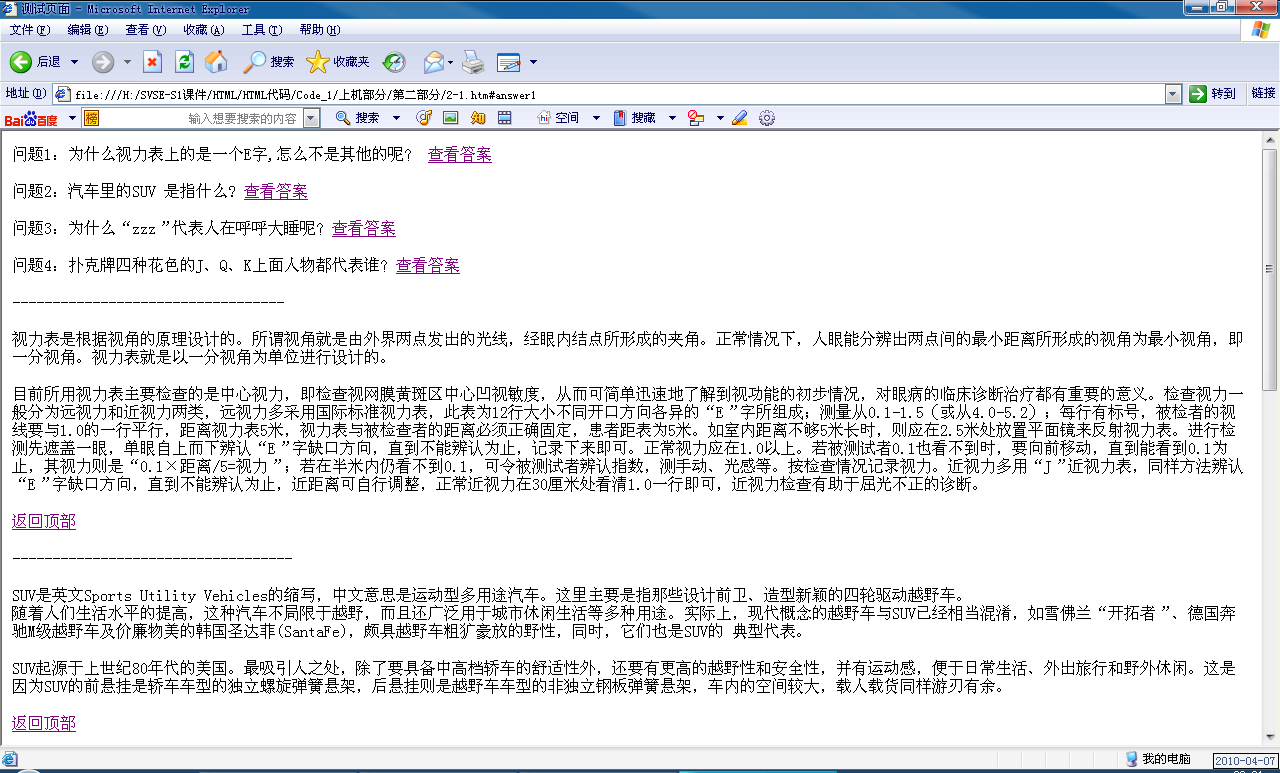 调试页面 - Microsoft Internet Explorer
文件(F) 编辑(E) 查看(V) 收藏(A) 工具(T) 帮助(H)
后退 搜索 收藏夹
地址(D) file:///H:/SVSE-S1课件/HTML/HTML代码/Code_1/上机部分/第二部分/2-1.htm#answer1 转到 链接
Bai百度 榜 输入想要搜索的内容 搜索 知 空间 搜藏
问题1: 为什么视力表上的是一个E字,怎么不是其他的呢? 查看答案
问题2: 汽车里的SUV 是指什么? 查看答案
问题3: 为什么“zzz”代表人在呼呼大睡呢? 查看答案
问题4: 扑克牌四种花色的J、Q、K上面人物都代表谁? 查看答案
----------------------------------
视力表是根据视角的原理设计的。所谓视角就是由外界两点发出的光线，经眼内结点所形成的夹角。正常情况下，人眼能分辨出两点间的最小距离所形成的视角为最小视角，即
一分视角。视力表就是以一分视角为单位进行设计的。
目前所用视力表主要检查的是中心视力，即检查视网膜黄斑区中心凹视敏度，从而可简单迅速地了解到视功能的初步情况，对眼病的临床诊断治疗都有重要的意义。检查视力一
般分为远视力和近视力两类，远视力多采用国际标准视力表，此表为12行大小不同开口方向各异的“E”字所组成；测量从0.1-1.5（或从4.0-5.2）；每行有标号，被检者的视
线要与1.0的一行平行，距离视力表5米，视力表与被检查者的距离必须正确固定，患者距表为5米。如室内距离不够5米长时，则应在2.5米处放置平面镜来反射视力表。进行检
测先遮盖一眼，单眼自上而下辨认“E”字缺口方向，直到不能辨认为止，记录下来即可。正常视力应在1.0以上。若被测试者0.1也看不到时，要向前移动，直到能看到0.1为
止，其视力则是“0.1×距离/5=视力”；若在半米内仍看不到0.1，可令被测试者辨认指数，测手动、光感等。按检查情况记录视力。近视力多用“J”近视力表，同样方法辨认
“E”字缺口方向，直到不能辨认为止，近距离可自行调整，正常近视力在30厘米处看清1.0一行即可，近视力检查有助于屈光不正的诊断。
返回顶部
-----------------------------------
SUV是英文Sports Utility Vehicles的缩写，中文意思是运动型多用途汽车。这里主要是指那些设计前卫、造型新颖的四轮驱动越野车。
随着人们生活水平的提高，这种汽车不局限于越野，而且还广泛用于城市休闲生活等多种用途。实际上，现代概念的越野车与SUV已经相当混淆，如雪佛兰“开拓者”、德国奔
驰M级越野车及价廉物美的韩国圣达菲(SantaFe)，颇具越野车粗犷豪放的野性，同时，它们也是SUV的 典型代表。
SUV起源于上世纪80年代的美国。最吸引人之处，除了要具备中高档轿车的舒适性外，还要有更高的越野性和安全性，并有运动感，便于日常生活、外出旅行和野外休闲。这是
因为SUV的前悬挂是轿车车型的独立螺旋弹簧悬架，后悬挂则是越野车车型的非独立钢板弹簧悬架，车内的空间较大，载人载货同样游刃有余。
返回顶部
我的电脑
2010-04-07